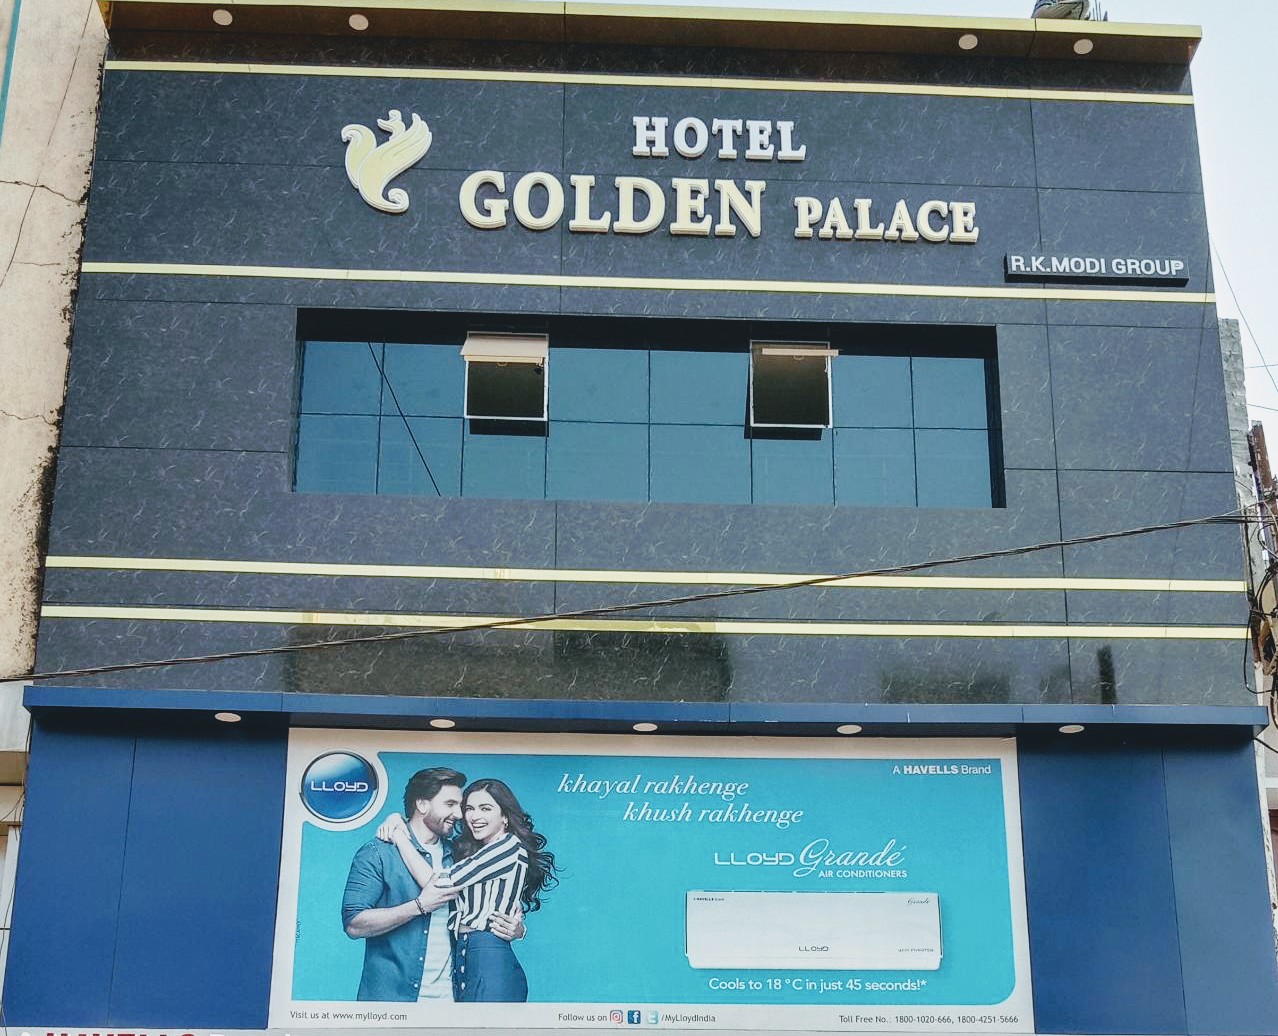 HOTEL
GOLDEN PALACE
R.K.MODI GROUP
LLOYD
A HAVELLS Brand
khayal rakhenge
khush rakhenge
LLOYD Grandé
AIR CONDITIONERS
Grandé
LLOYD
Cools to 18 °C in just 45 seconds!*
Visit us at www.mylloyd.com
Follow us on /MyLloydIndia
Toll Free No.: 1800-1020-666, 1800-4251-5666